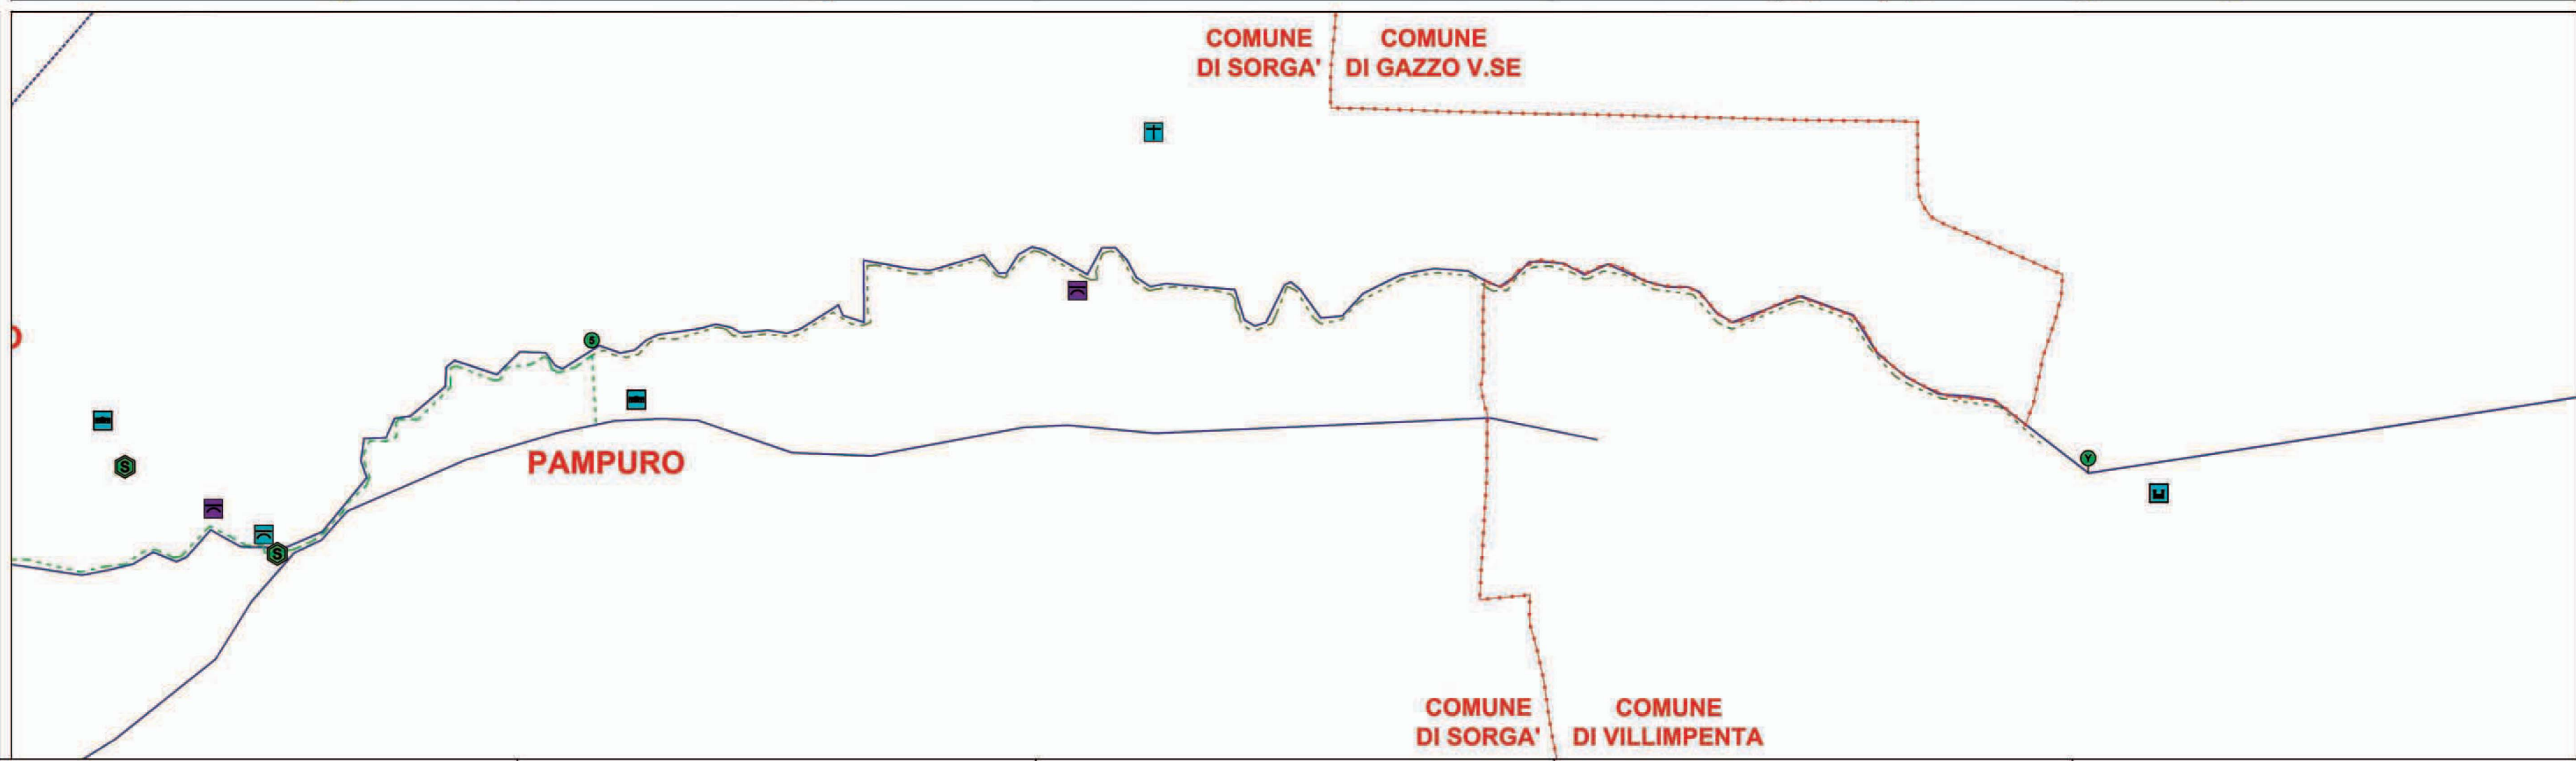 COMUNE
DI SORGA'
COMUNE
DI GAZZO V.SE
S
S
S
Y
PAMPURO
COMUNE
DI SORGA'
COMUNE
DI VILLIMPENTA